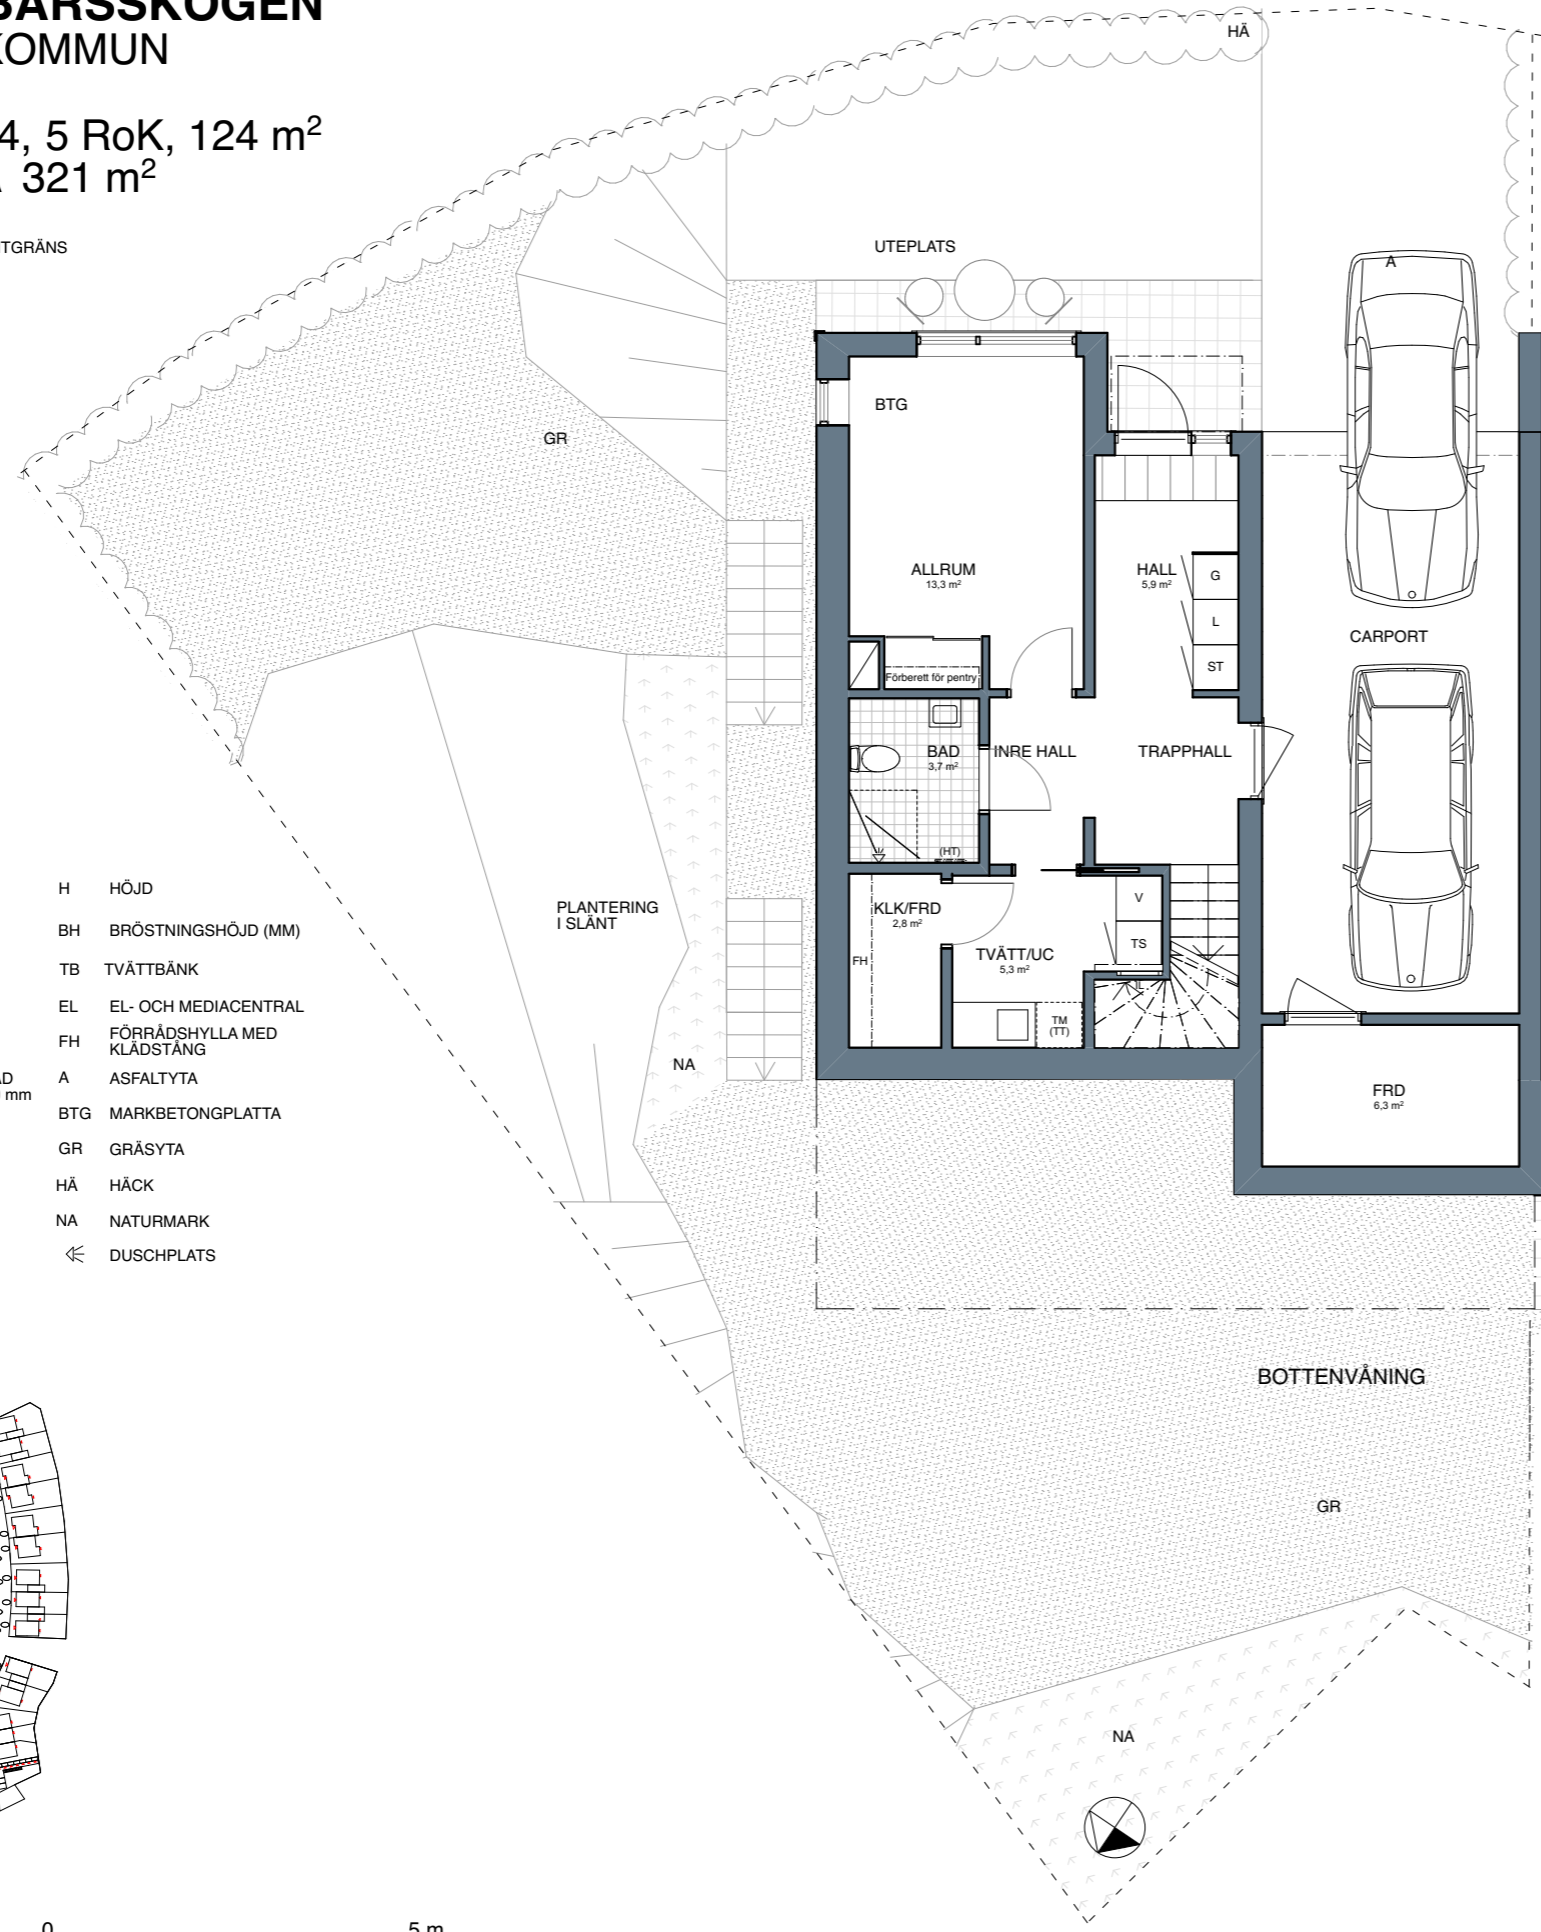 BÄRSSKOGEN
KOMMUN
4, 5 RoK, 124 m²
321 m²
TGRÄNS
HÄ
UTEPLATS
A
BTG
GR
ALLRUM
13,3 m²
HALL
5,9 m²
G
L
ST
CARPORT
Förberett för pentry
BAD
3,7 m²
INRE HALL
TRAPPHALL
(HT)
H HÖJD
BH BRÖSTNINGSHÖJD (MM)
TB TVÄTTBÄNK
EL EL- OCH MEDIACENTRAL
FH FÖRRÅDSHYLLA MED
KLÄDSTÅNG
A ASFALTYTA
mm
BTG MARKBETONGPLATTA
GR GRÄSYTA
HÄ HÄCK
NA NATURMARK
DUSCHPLATS
PLANTERING
I SLÄNT
KLK/FRD
2,8 m²
FH
V
TS
TVÄTT/UC
5,3 m²
TM
(TT)
NA
FRD
6,3 m²
BOTTENVÅNING
GR
NA
0 5 m